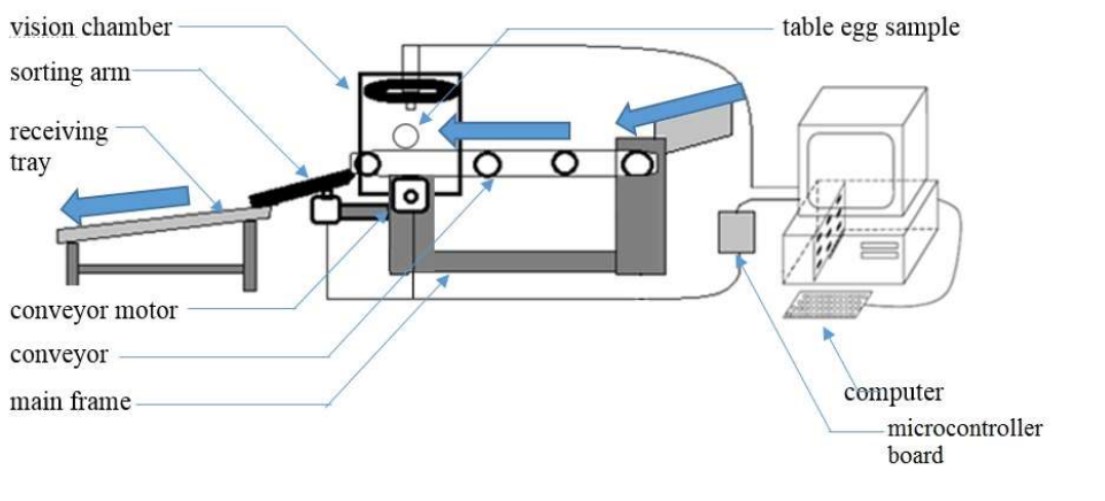 vision chamber
table egg sample
sorting arm
receiving
tray
conveyor motor
conveyor
main frame
computer
microcontroller
board